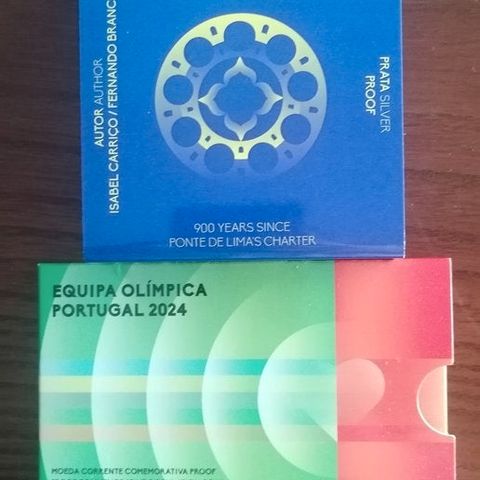 AUTOR AUTHOR
ISABEL CARRIÇO / FERNANDO BRANC
PRATA SILVER
PROOF
900 YEARS SINCE
PONTE DE LIMA'S CHARTER
EQUIPA OLÍMPICA
PORTUGAL 2024
MOEDA CORRENTE COMEMORATIVA PROOF